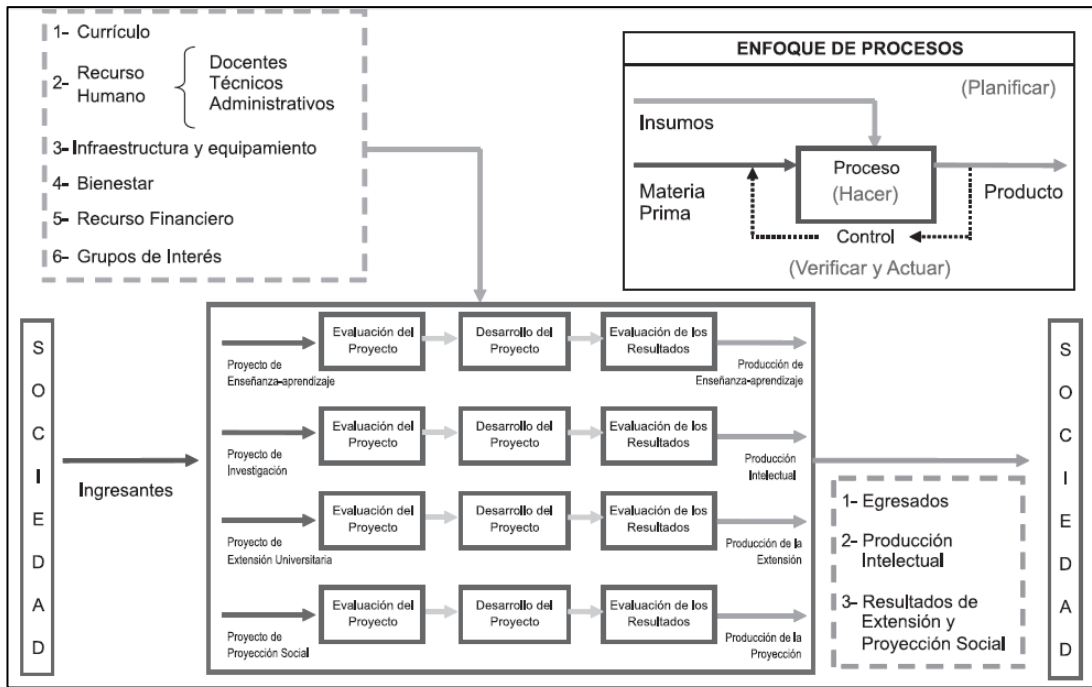 1- Currículo
2- Recurso
Humano
Docentes
Técnicos
Administrativos
3- Infraestructura y equipamiento
4- Bienestar
5- Recurso Financiero
6- Grupos de Interés
ENFOQUE DE PROCESOS
(Planificar)
Insumos
Materia
Prima
Proceso
(Hacer)
Producto
Control
(Verificar y Actuar)
SOCIEDAD
Ingresantes
Proyecto de
Enseñanza-aprendizaje
Evaluación del
Proyecto
Desarrollo del
Proyecto
Evaluación de los
Resultados
Producción de
Enseñanza-aprendizaje
Proyecto de
Investigación
Evaluación del
Proyecto
Desarrollo del
Proyecto
Evaluación de los
Resultados
Producción
Intelectual
Proyecto de
Extensión Universitaria
Evaluación del
Proyecto
Desarrollo del
Proyecto
Evaluación de los
Resultados
Producción de la
Extensión
Proyecto de
Proyección Social
Evaluación del
Proyecto
Desarrollo del
Proyecto
Evaluación de los
Resultados
Producción de la
Proyección
1- Egresados
2- Producción
Intelectual
3- Resultados de
Extensión y
Proyección Social
SOCIEDAD